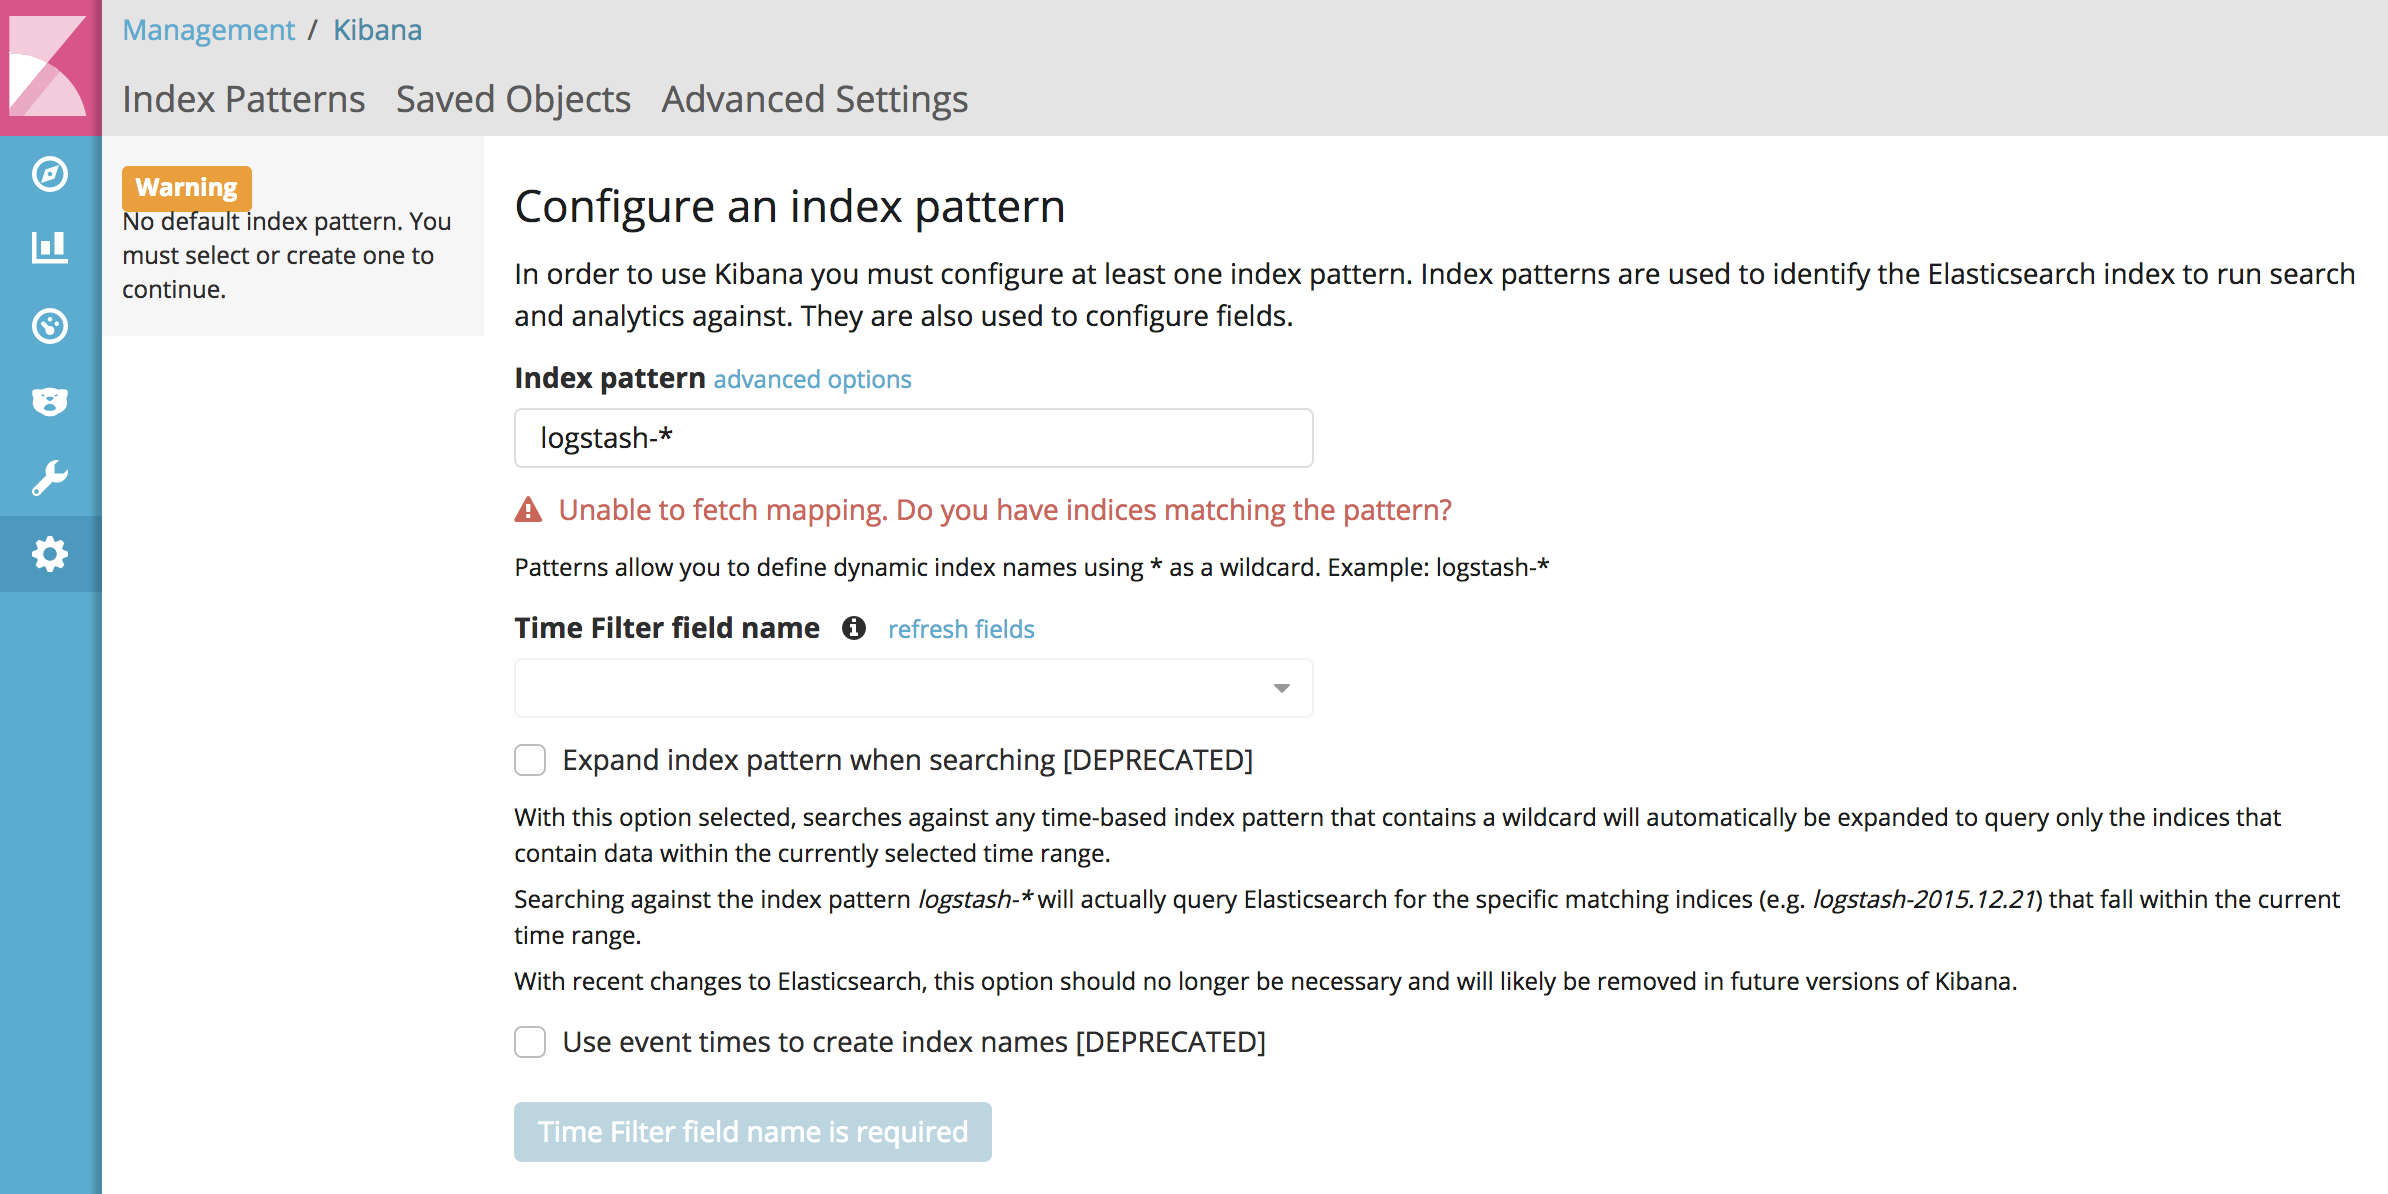 Management / Kibana
Index Patterns Saved Objects Advanced Settings
Warning
No default index pattern. You
must select or create one to
continue.
Configure an index pattern
In order to use Kibana you must configure at least one index pattern. Index patterns are used to identify the Elasticsearch index to run search
and analytics against. They are also used to configure fields.
Index pattern advanced options
logstash-*
Unable to fetch mapping. Do you have indices matching the pattern?
Patterns allow you to define dynamic index names using * as a wildcard. Example: logstash-*
Time Filter field name refresh fields
Expand index pattern when searching [DEPRECATED]
With this option selected, searches against any time-based index pattern that contains a wildcard will automatically be expanded to query only the indices that
contain data within the currently selected time range.
Searching against the index pattern logstash-* will actually query Elasticsearch for the specific matching indices (e.g. logstash-2015.12.21) that fall within the current
time range.
With recent changes to Elasticsearch, this option should no longer be necessary and will likely be removed in future versions of Kibana.
Use event times to create index names [DEPRECATED]
Time Filter field name is required